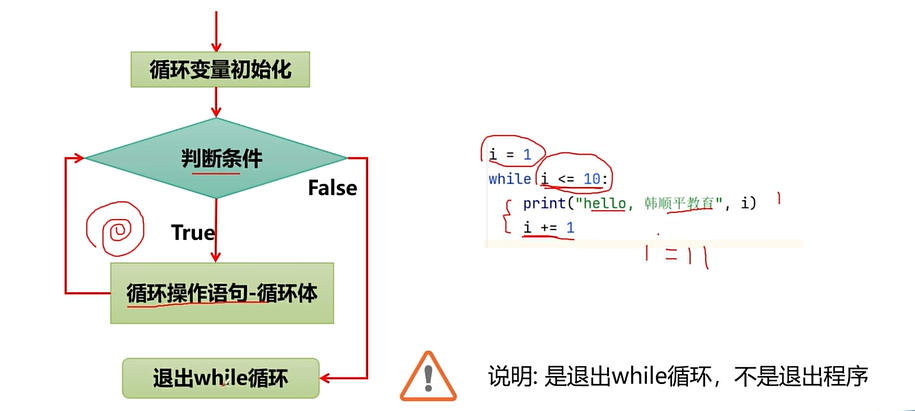 循环变量初始化
判断条件
False
True
循环操作语句-循环体
退出while循环
i = 1
while i <= 10:
print("hello, 韩顺平教育", i)
i += 1
1
1 = 11
说明: 是退出while循环，不是退出程序